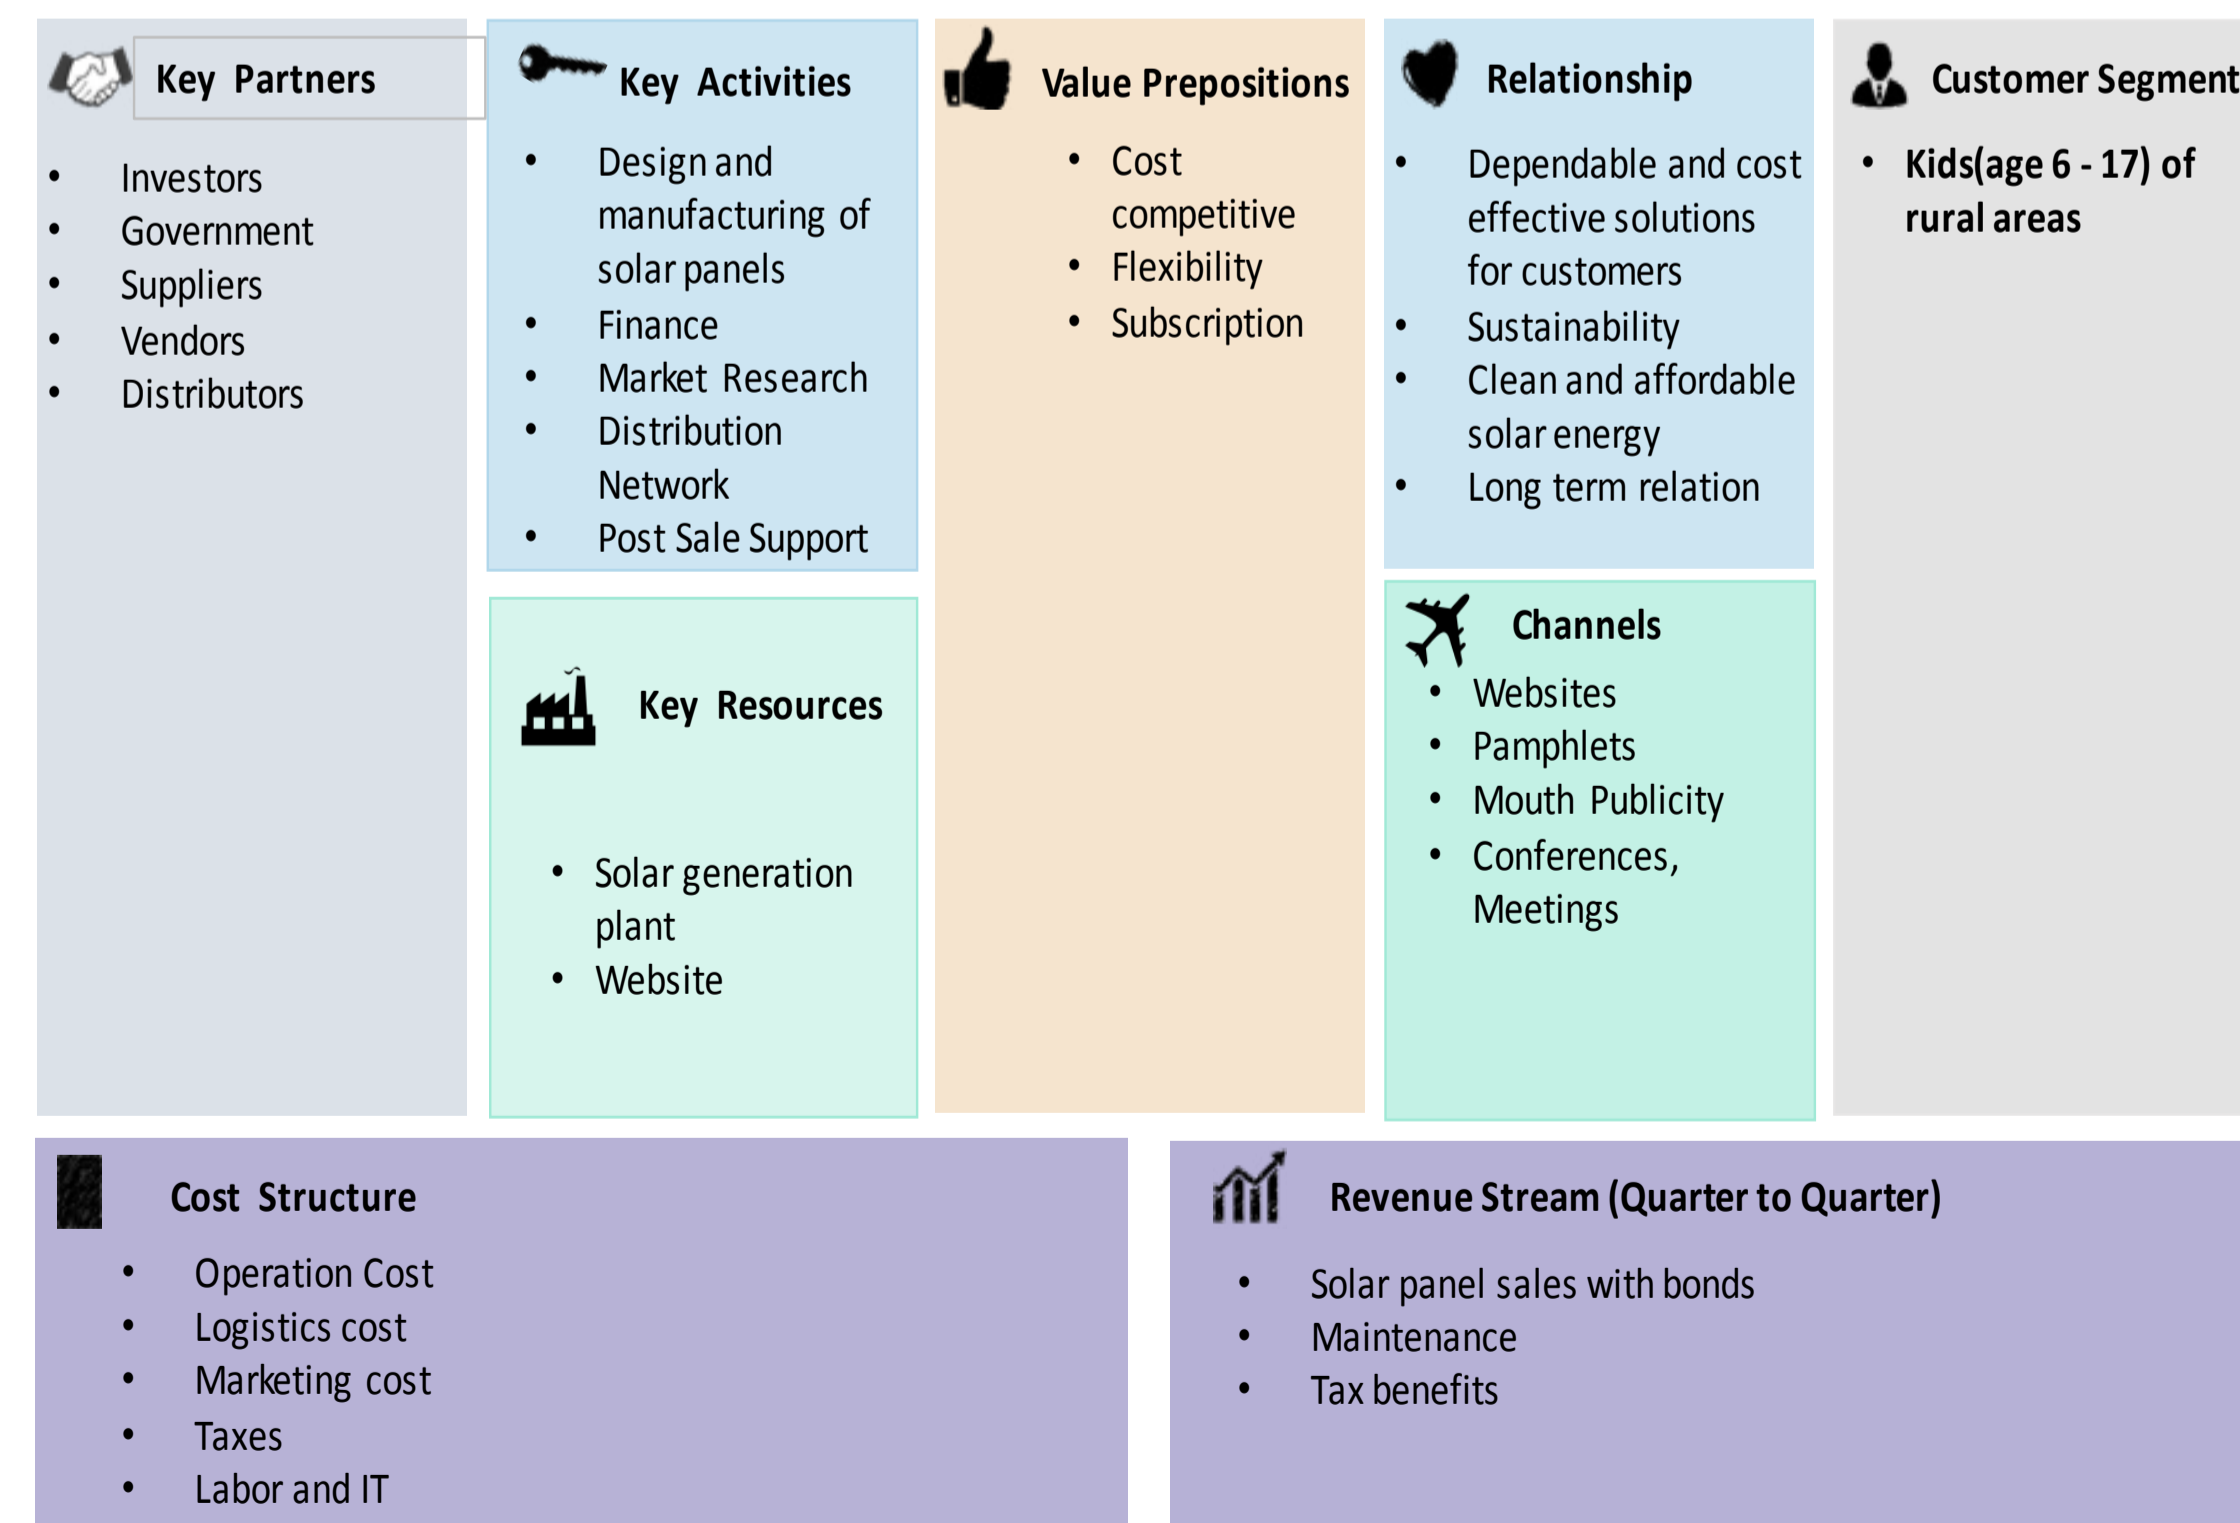 Key Partners
Investors
Government
Suppliers
Vendors
Distributors
Key Activities
Design and
manufacturing of
solar panels
Finance
Market Research
Distribution
Network
Post Sale Support
Key Resources
Solar generation
plant
Website
Value Prepositions
Cost
competitive
Flexibility
Subscription
Relationship
Dependable and cost
effective solutions
for customers
Sustainability
Clean and affordable
solar energy
Long term relation
Channels
Websites
Pamphlets
Mouth Publicity
Conferences,
Meetings
Customer Segment
Kids(age 6 - 17) of
rural areas
Cost Structure
Operation Cost
Logistics cost
Marketing cost
Taxes
Labor and IT
Revenue Stream (Quarter to Quarter)
Solar panel sales with bonds
Maintenance
Tax benefits